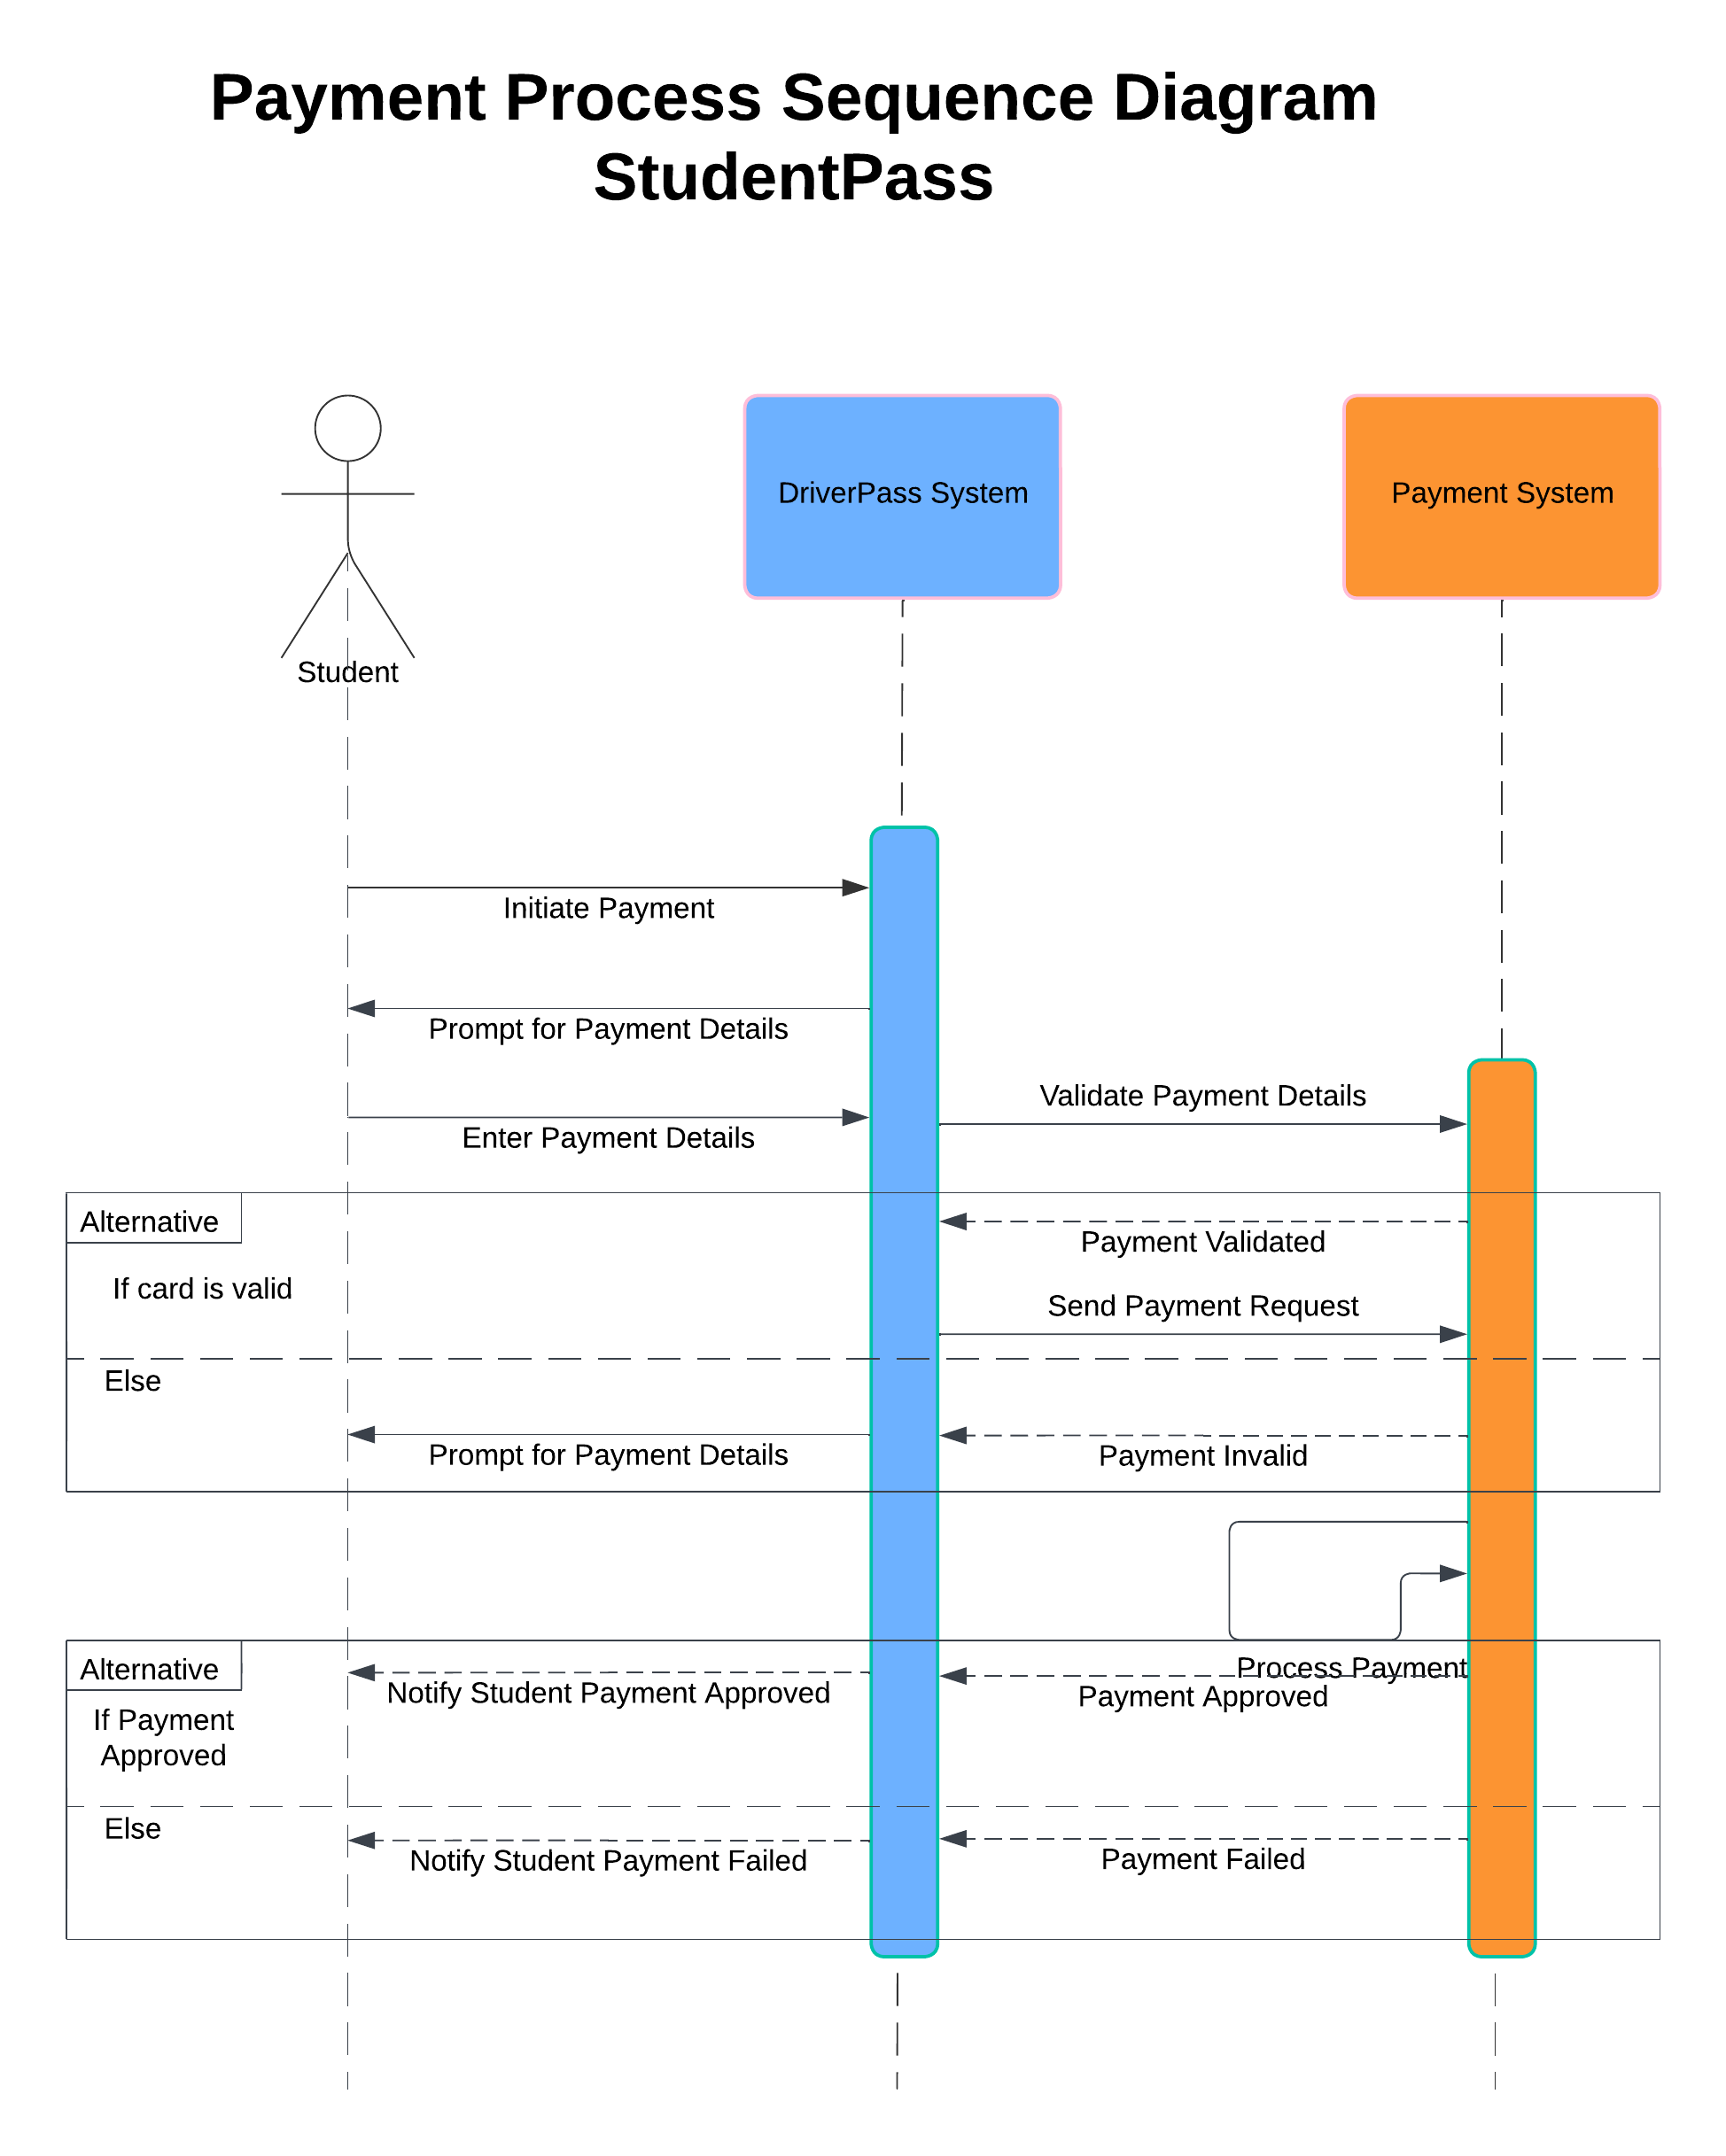 Payment Process Sequence Diagram
StudentPass
DriverPass System
Payment System
Student
Initiate Payment
Prompt for Payment Details
Validate Payment Details
Enter Payment Details
Alternative
Payment Validated
If card is valid
Send Payment Request
Else
Prompt for Payment Details
Payment Invalid
Alternative
Process Payment
Notify Student Payment Approved
Payment Approved
If Payment
Approved
Else
Notify Student Payment Failed
Payment Failed